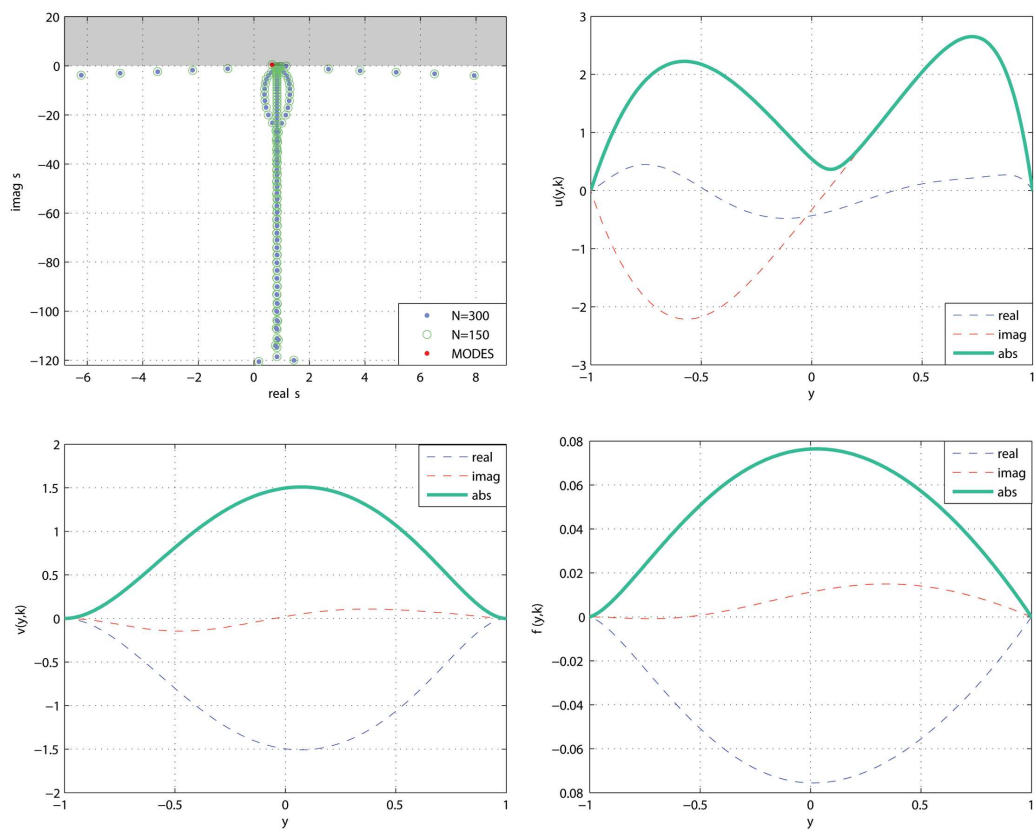 20
0
−20
−40
−60
−80
−100
−120
imag s
−6 −4 −2 0 2 4 6 8
real s
N=300
N=150
MODES
3
2
1
0
−1
−2
−3
u(y,k)
−1 −0.5 0 0.5 1
y
real
imag
abs
2
1.5
1
0.5
0
−0.5
−1
−1.5
−2
v(y,k)
−1 −0.5 0 0.5 1
y
real
imag
abs
0.08
0.06
0.04
0.02
0.00
−0.02
−0.04
−0.06
0.08
f (y,k)
−1 −0.5 0 0.5 1
y
real
imag
abs